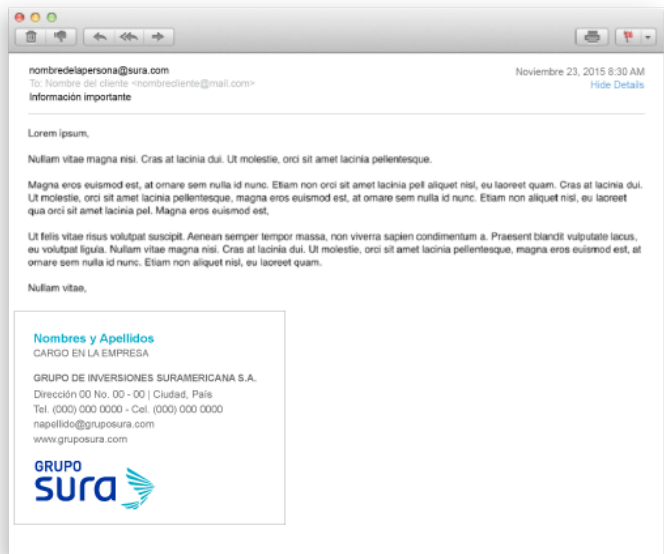 nombredelapersona@sura.com
Noviembre 23, 2015 8:30 AM
To: Nombre del cliente <nombrecliente@mail.com>
Hide Details
Información importante
Lorem ipsum,
Nullam vitae magna nisi. Cras at lacinia dui. Ut molestie, orci sit amet lacinia pellentesque.
Magna eros euismod est, at ornare sem nulla id nunc. Etiam non orci sit amet lacinia pell aliquet nisl, eu laoreet quam. Cras at lacinia dui.
Ut molestie, orci sit amet lacinia pellentesque, magna eros euismod est, at ornare sem nulla id nunc. Etiam non aliquet nisl, eu laoreet
qua orci sit amet lacinia pel. Magna eros euismod est,
Ut felis vitae risus volutpat suscipit. Aenean semper tempor massa, non viverra sapien condimentum a. Praesent blandit vulputate lacus,
eu volutpat ligula. Nullam vitae magna nisi. Cras at lacinia dui. Ut molestie, orci sit amet lacinia pellentesque, magna eros euismod est, at
ornare sem nulla id nunc. Etiam non aliquet nisl, eu laoreet quam.
Nullam vitae,
Nombres y Apellidos
CARGO EN LA EMPRESA
GRUPO DE INVERSIONES SURAMERICANA S.A.
Dirección 00 No. 00 - 00 | Ciudad, País
Tel. (000) 000 0000 - Cel. (000) 000 0000
napellido@gruposura.com
www.gruposura.com
GRUPO
sura